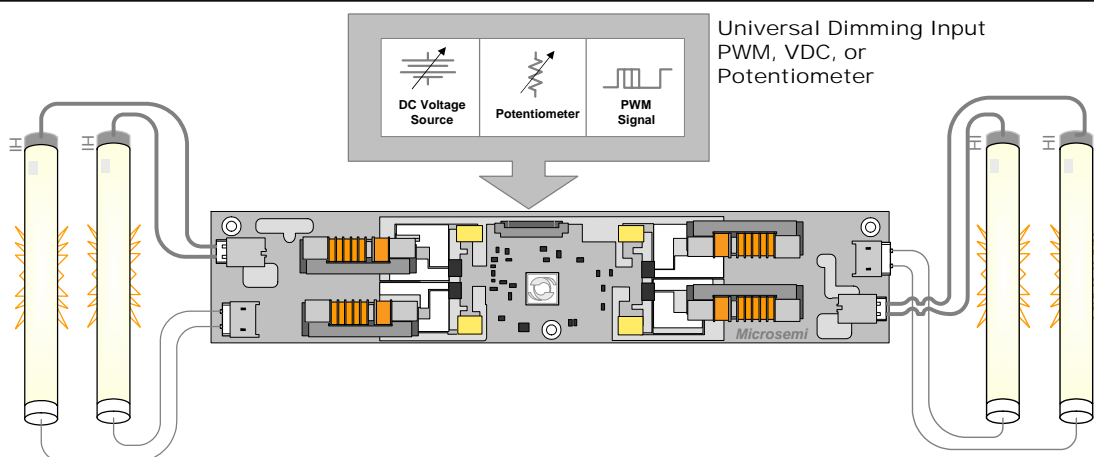 Universal Dimming Input
PWM, VDC, or
Potentiometer
DC Voltage
Source
Potentiometer
PWM
Signal
Microsemi